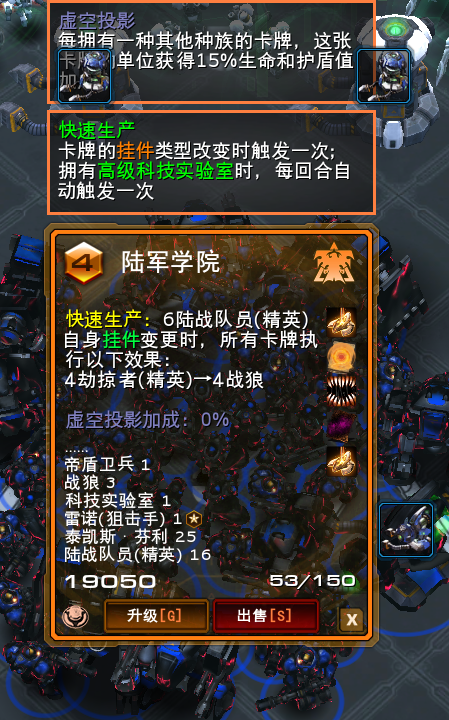 虚空投影
每拥有一种其他种族的卡牌，这张
卡牌的单位获得15%生命和护盾值
加
快速生产
卡牌的挂件类型改变时触发一次；
拥有高级科技实验室时，每回合自
动触发一次
4 陆军学院
快速生产：6陆战队员(精英)
自身挂件变更时，所有卡牌执
行以下效果：
4劫掠者(精英)→4战狼
虚空投影加成：0%
......
帝盾卫兵 1
战狼 3
科技实验室 1
雷诺(狙击手) 1
泰凯斯·芬利 25
陆战队员(精英) 16
19050 53/150
升级[G] 出售[S] X